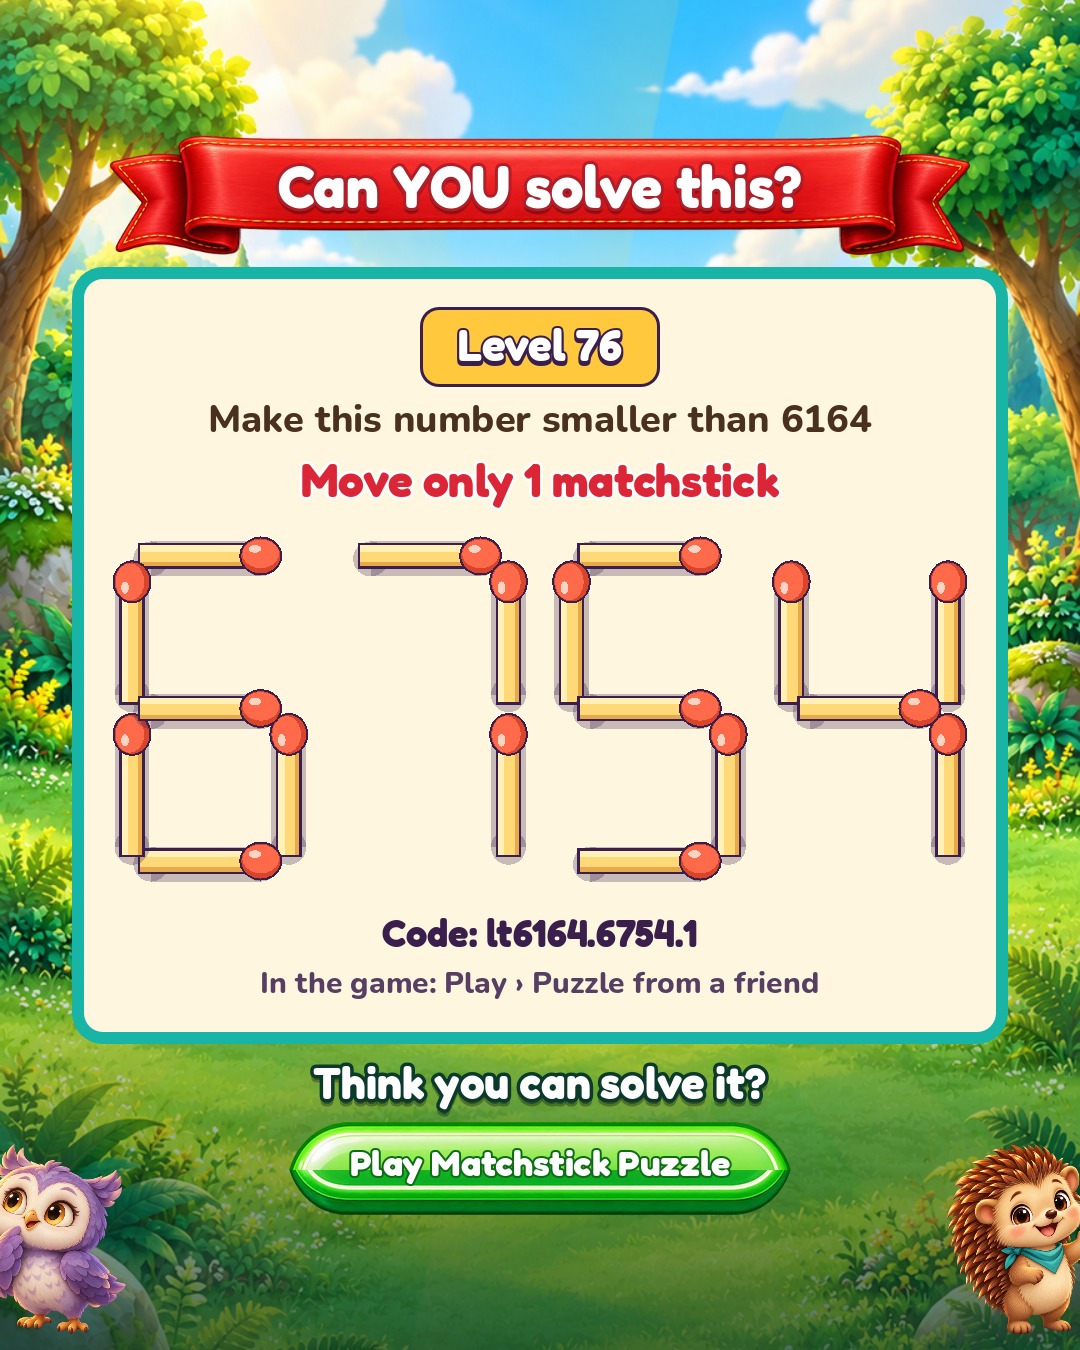 Can YOU solve this?
Level 76
Make this number smaller than 6164
Move only 1 matchstick
6754
Code: lt6164.6754.1
In the game: Play › Puzzle from a friend
Think you can solve it?
Play Matchstick Puzzle